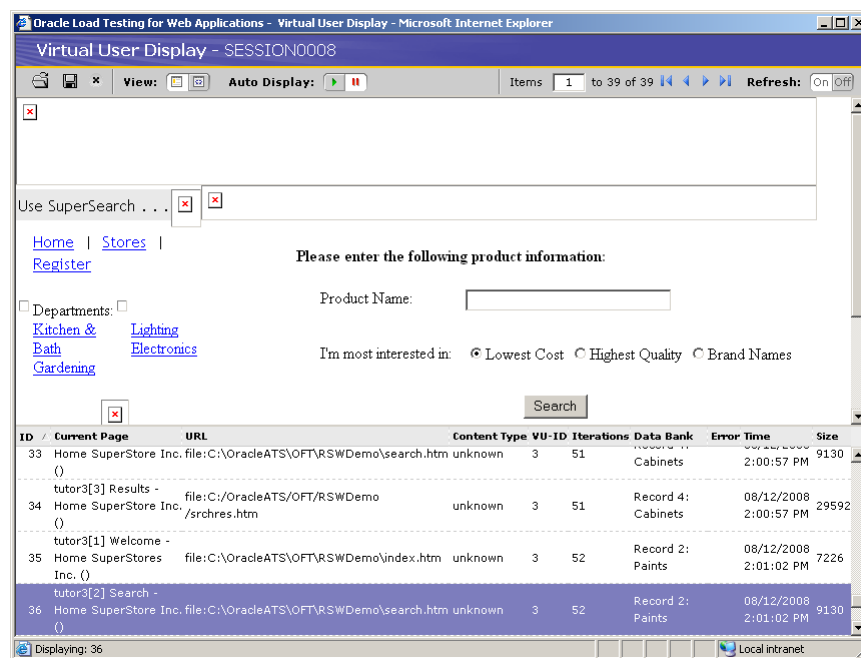 Oracle Load Testing for Web Applications - Virtual User Display - Microsoft Internet Explorer
Virtual User Display - SESSION0008
View: Auto Display: Items 1 to 39 of 39 Refresh: On Off
Use SuperSearch . . .
Home | Stores |
Register
Please enter the following product information:
Product Name:
Departments:
Kitchen & Lighting
Bath Electronics
Gardening
I'm most interested in: Lowest Cost Highest Quality Brand Names
Search
ID / Current Page URL Content Type VU-ID Iterations Data Bank Error Time Size
33 Home SuperStore Inc. file:C:\OracleATS\OFT\RSWDemo\search.htm unknown 3 51 Cabinets 2:00:57 PM 9130
()
tutor3[3] Results -
34 Home SuperStore Inc. file:C:/OracleATS/OFT/RSWDemo unknown 3 51 Record 4: 08/12/2008 29592
() /srchres.htm Cabinets 2:00:57 PM
tutor3[1] Welcome -
35 Home SuperStores file:C:\OracleATS\OFT\RSWDemo\index.htm unknown 3 52 Record 2: 08/12/2008 7226
Inc. () Paints 2:01:02 PM
tutor3[2] Search -
36 Home SuperStore Inc. file:C:\OracleATS\OFT\RSWDemo\search.htm unknown 3 52 Record 2: 08/12/2008 9130
() Paints 2:01:02 PM
Displaying: 36 Local intranet